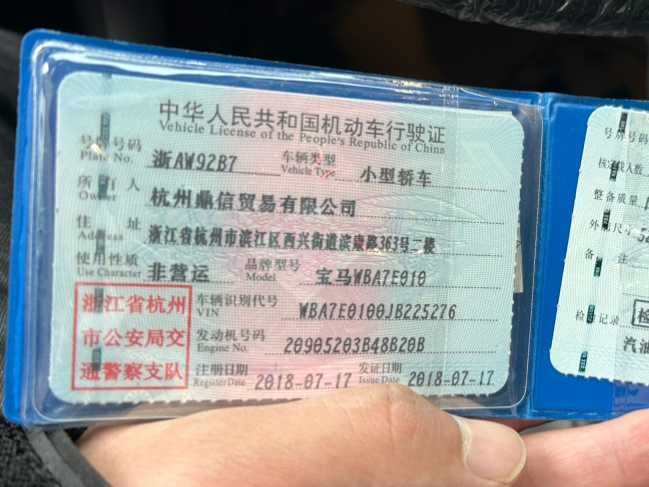 中华人民共和国机动车行驶证
Vehicle License of the People's Republic of China
号牌号码 浙AW92B7 车辆类型 小型轿车
Plate No. Vehicle Type
所有人 杭州鼎信贸易有限公司
Owner
住址 浙江省杭州市滨江区西兴街道滨康路363号二楼
Address
使用性质 非营运 品牌型号 宝马WBA7E010
Use Character Model
浙江省杭州
市公安局交
通警察支队
车辆识别代号 WBA7E0100JB225276
VIN
发动机号码 20905203B48B20B
Engine No.
注册日期 2018-07-17 发证日期 2018-07-17
Register Date Issue Date
号牌号码
核定载人数
整备质量
外廓尺寸
备注
检验记录
汽油